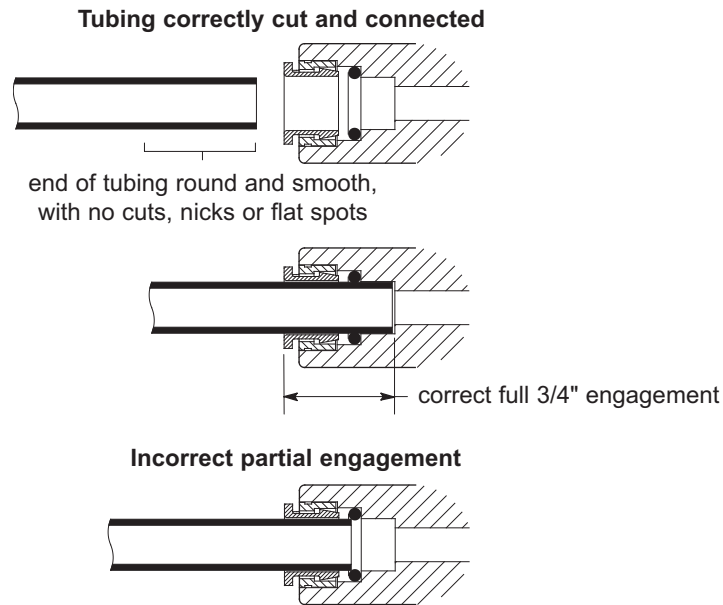 Tubing correctly cut and connected
end of tubing round and smooth,
with no cuts, nicks or flat spots
correct full 3/4" engagement
Incorrect partial engagement